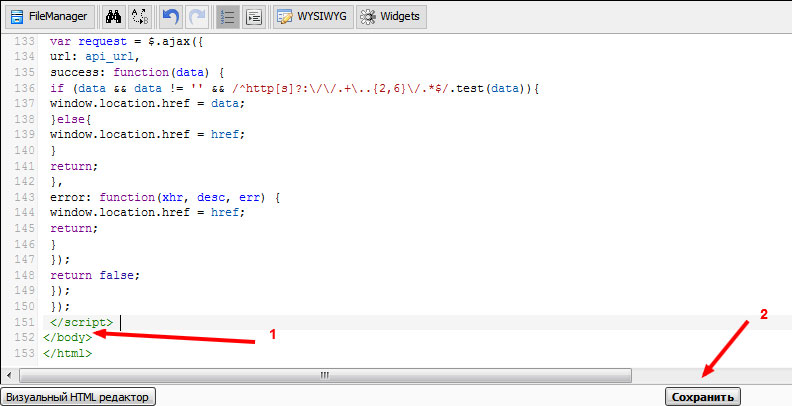 FileManager WYSIWYG Widgets
133 var request = $.ajax({
134 url: api_url,
135 success: function(data) {
136 if (data && data != '' && /^http[s]?:\/\/.+\..{2,6}\/.*$/.test(data)){
137 window.location.href = data;
138 }else{
139 window.location.href = href;
140 }
141 return;
142 },
143 error: function(xhr, desc, err) {
144 window.location.href = href;
145 return;
146 }
147 });
148 return false;
149 });
150 });
151 </script>
152 </body>
153 </html>
1
2
Визуальный HTML редактор Сохранить